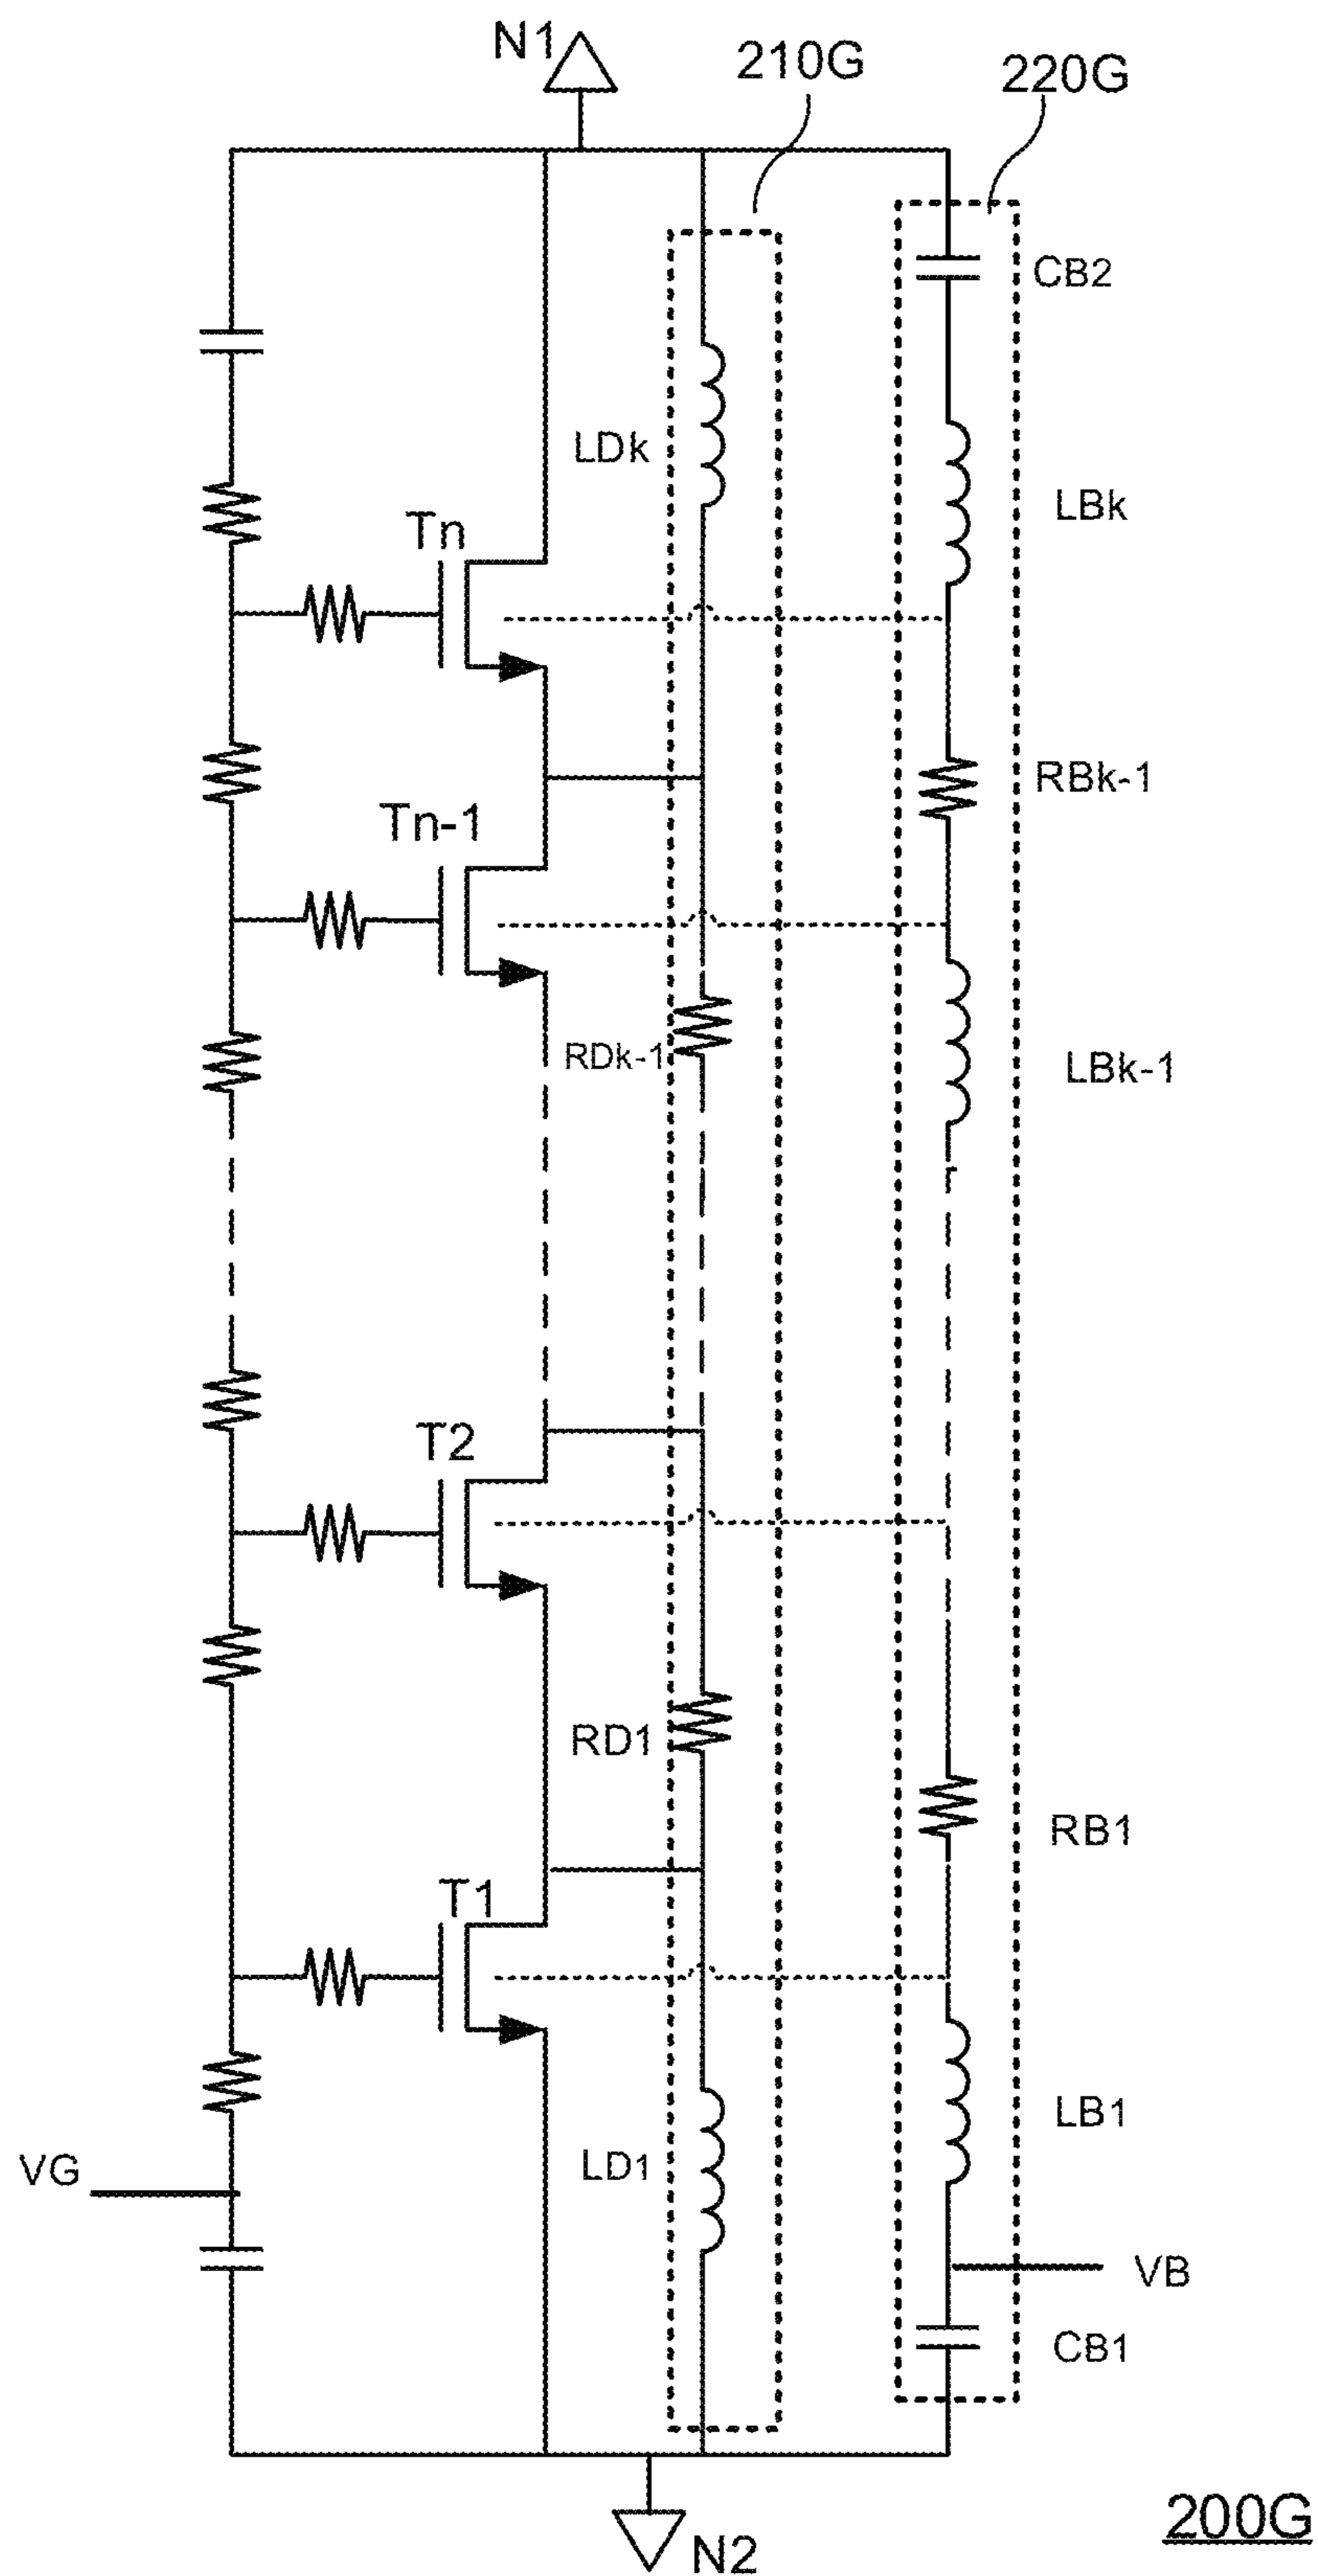 N1
210G
220G
CB2
LDk
LBk
Tn
RBk-1
Tn-1
RDk-1
LBk-1
T2
RD1
RB1
T1
LB1
LD1
VG
VB
CB1
N2
200G